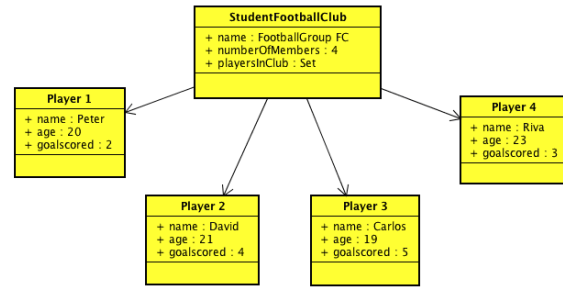 StudentFootballClub
+ name : FootballGroup FC
+ numberOfMembers : 4
+ playersInClub : Set
Player 1
+ name : Peter
+ age : 20
+ goalscored : 2
Player 4
+ name : Riva
+ age : 23
+ goalscored : 3
Player 2
+ name : David
+ age : 21
+ goalscored : 4
Player 3
+ name : Carlos
+ age : 19
+ goalscored : 5